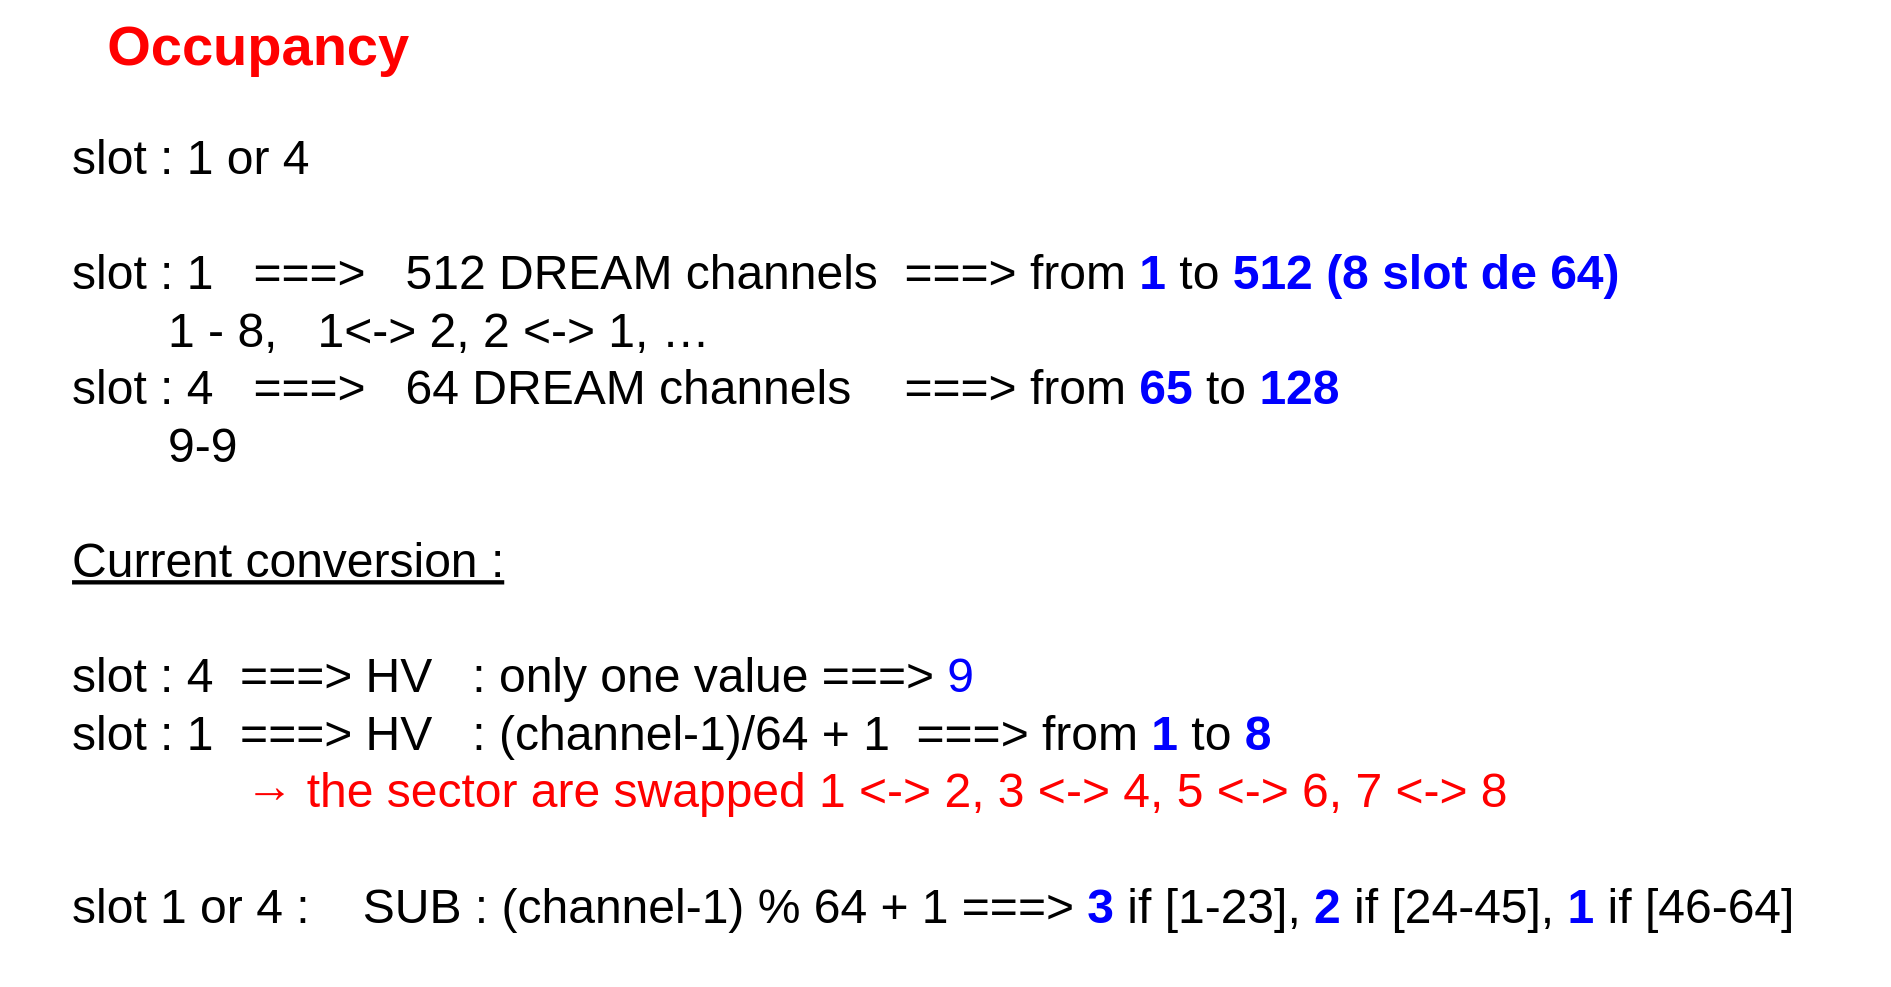 Occupancy
slot : 1 or 4
slot : 1 ===> 512 DREAM channels ===> from 1 to 512 (8 slot de 64)
1 - 8, 1<-> 2, 2 <-> 1, …
slot : 4 ===> 64 DREAM channels ===> from 65 to 128
9-9
Current conversion :
slot : 4 ===> HV : only one value ===> 9
slot : 1 ===> HV : (channel-1)/64 + 1 ===> from 1 to 8
→ the sector are swapped 1 <-> 2, 3 <-> 4, 5 <-> 6, 7 <-> 8
slot 1 or 4 : SUB : (channel-1) % 64 + 1 ===> 3 if [1-23], 2 if [24-45], 1 if [46-64]